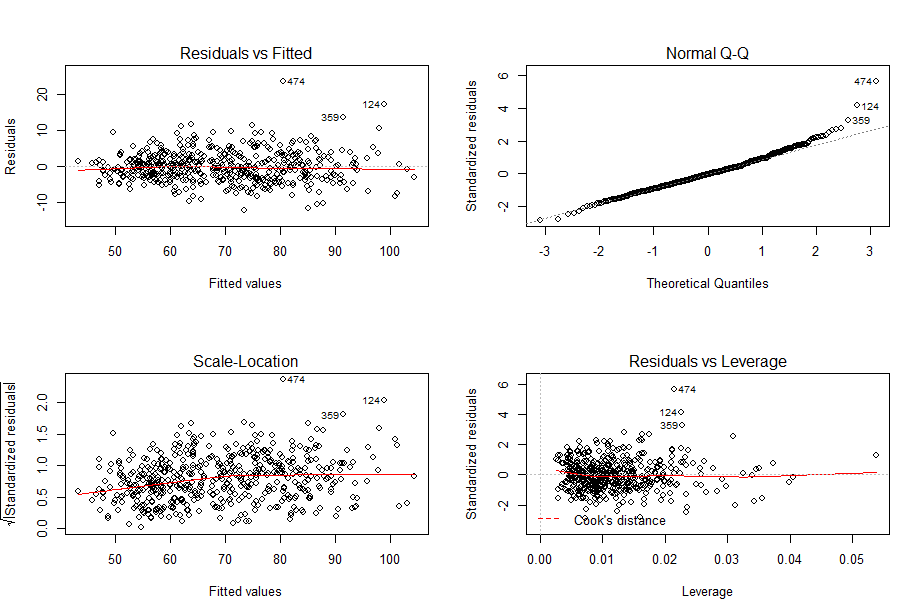 Residuals vs Fitted
Residuals
20
10
0
-10
474
124
359
50 60 70 80 90 100
Fitted values
Normal Q-Q
Standardized residuals
6
4
2
0
-2
474
124
359
-3 -2 -1 0 1 2 3
Theoretical Quantiles
Scale-Location
√|Standardized residuals|
2.0
1.5
1.0
0.5
0.0
474
124
359
50 60 70 80 90 100
Fitted values
Residuals vs Leverage
Standardized residuals
6
4
2
0
-2
474
124
359
Cook's distance
0.00 0.01 0.02 0.03 0.04 0.05
Leverage